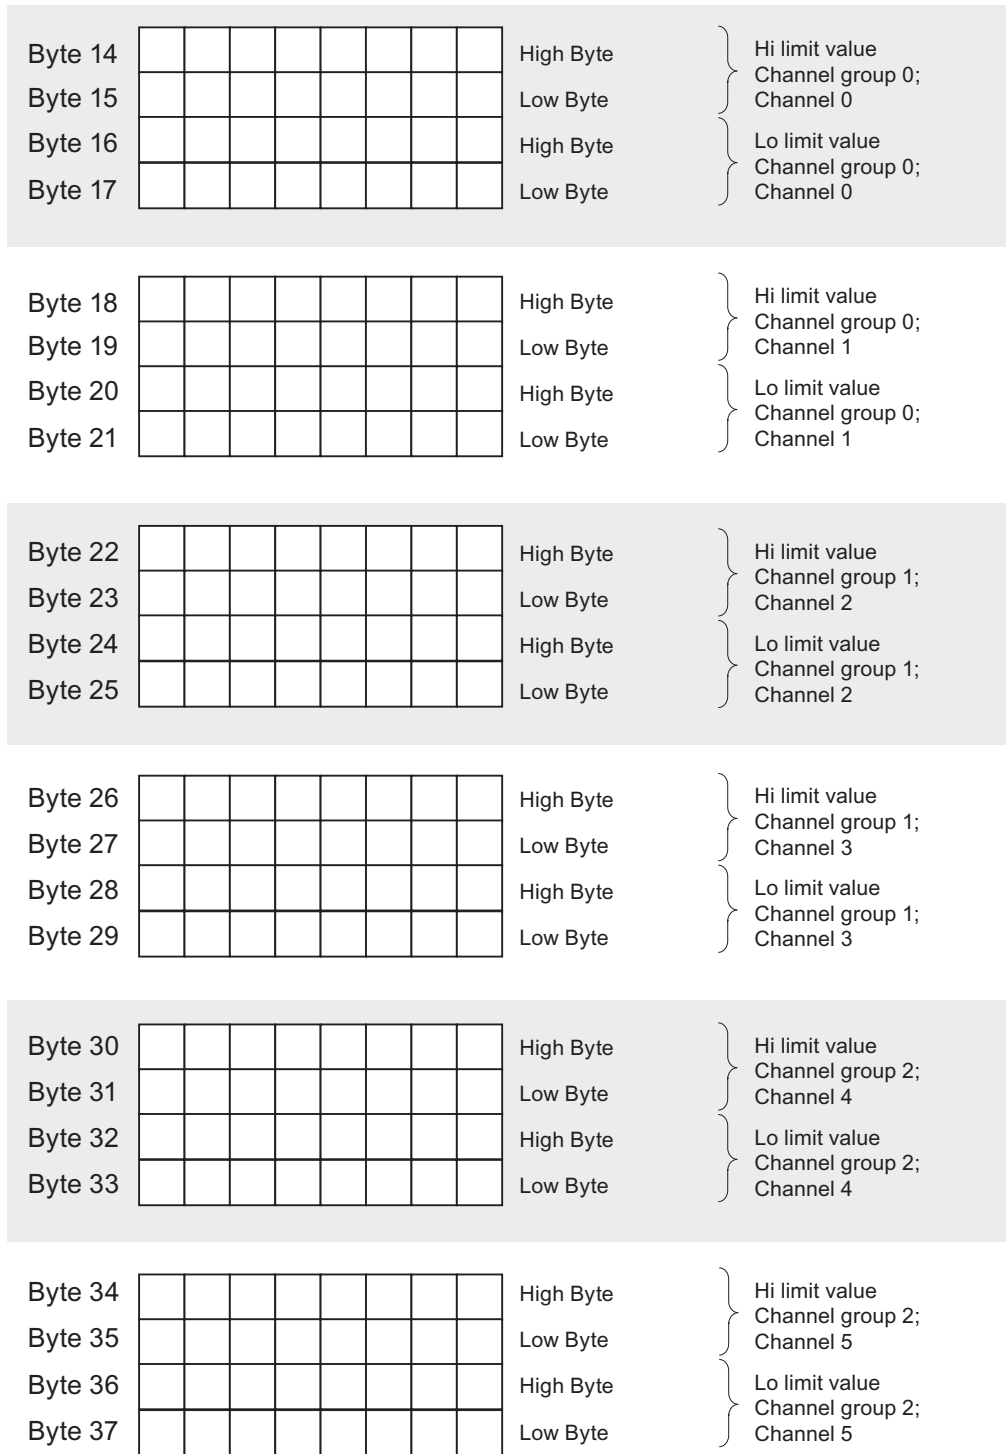 Byte 14 High Byte Hi limit value
Channel group 0;
Byte 15 Low Byte Channel 0
Byte 16 High Byte Lo limit value
Channel group 0;
Byte 17 Low Byte Channel 0
Byte 18 High Byte Hi limit value
Channel group 0;
Byte 19 Low Byte Channel 1
Byte 20 High Byte Lo limit value
Channel group 0;
Byte 21 Low Byte Channel 1
Byte 22 High Byte Hi limit value
Channel group 1;
Byte 23 Low Byte Channel 2
Byte 24 High Byte Lo limit value
Channel group 1;
Byte 25 Low Byte Channel 2
Byte 26 High Byte Hi limit value
Channel group 1;
Byte 27 Low Byte Channel 3
Byte 28 High Byte Lo limit value
Channel group 1;
Byte 29 Low Byte Channel 3
Byte 30 High Byte Hi limit value
Channel group 2;
Byte 31 Low Byte Channel 4
Byte 32 High Byte Lo limit value
Channel group 2;
Byte 33 Low Byte Channel 4
Byte 34 High Byte Hi limit value
Channel group 2;
Byte 35 Low Byte Channel 5
Byte 36 High Byte Lo limit value
Channel group 2;
Byte 37 Low Byte Channel 5